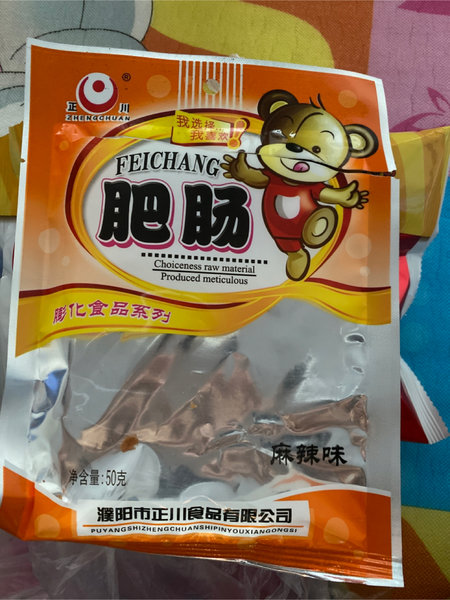 ®
正 川
ZHENGCHUAN
我选择
我喜欢!
FEICHANG
肥肠
Choiceness raw material
Produced meticulous
膨化食品系列
麻辣味
净含量:50克
濮阳市正川食品有限公司
PUYANGSHIZHENGCHUANSHIPINYOUXIANGONGSI